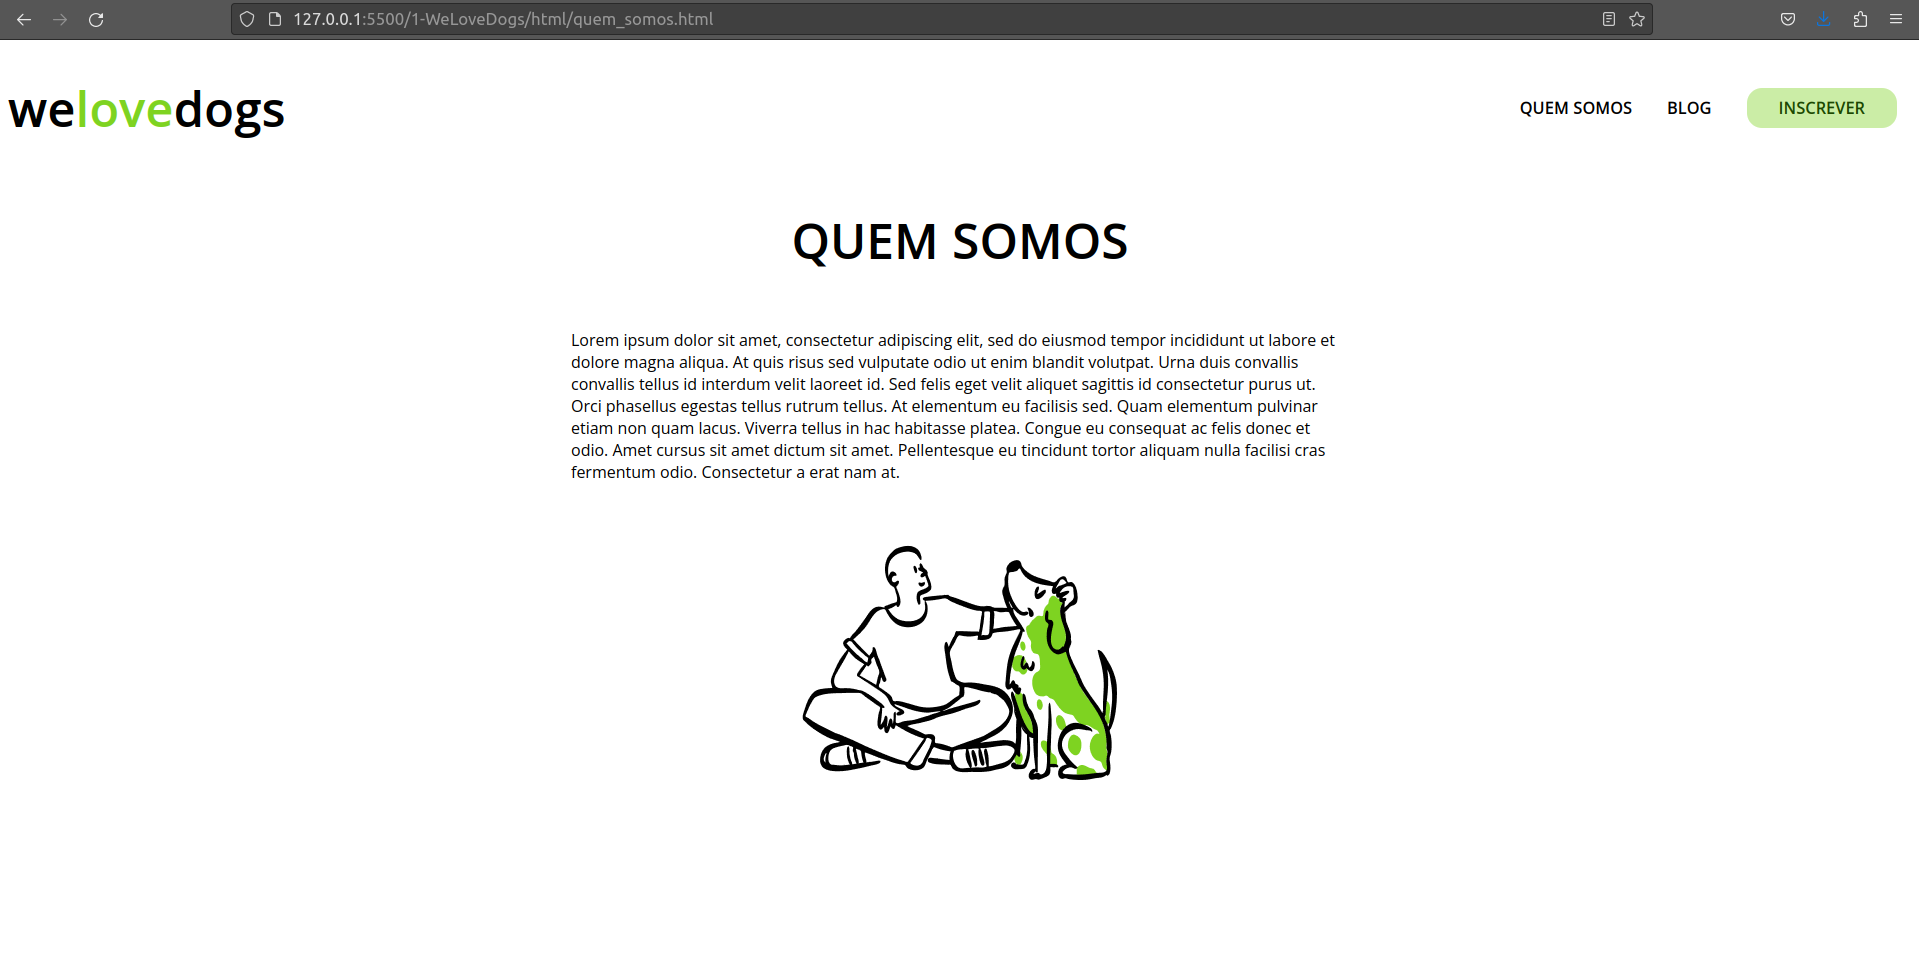 127.0.0.1:5500/1-WeLoveDogs/html/quem_somos.html
welovedogs
QUEM SOMOS
BLOG
INSCREVER
QUEM SOMOS
Lorem ipsum dolor sit amet, consectetur adipiscing elit, sed do eiusmod tempor incididunt ut labore et
dolore magna aliqua. At quis risus sed vulputate odio ut enim blandit volutpat. Urna duis convallis
convallis tellus id interdum velit laoreet id. Sed felis eget velit aliquet sagittis id consectetur purus ut.
Orci phasellus egestas tellus rutrum tellus. At elementum eu facilisis sed. Quam elementum pulvinar
etiam non quam lacus. Viverra tellus in hac habitasse platea. Congue eu consequat ac felis donec et
odio. Amet cursus sit amet dictum sit amet. Pellentesque eu tincidunt tortor aliquam nulla facilisi cras
fermentum odio. Consectetur a erat nam at.